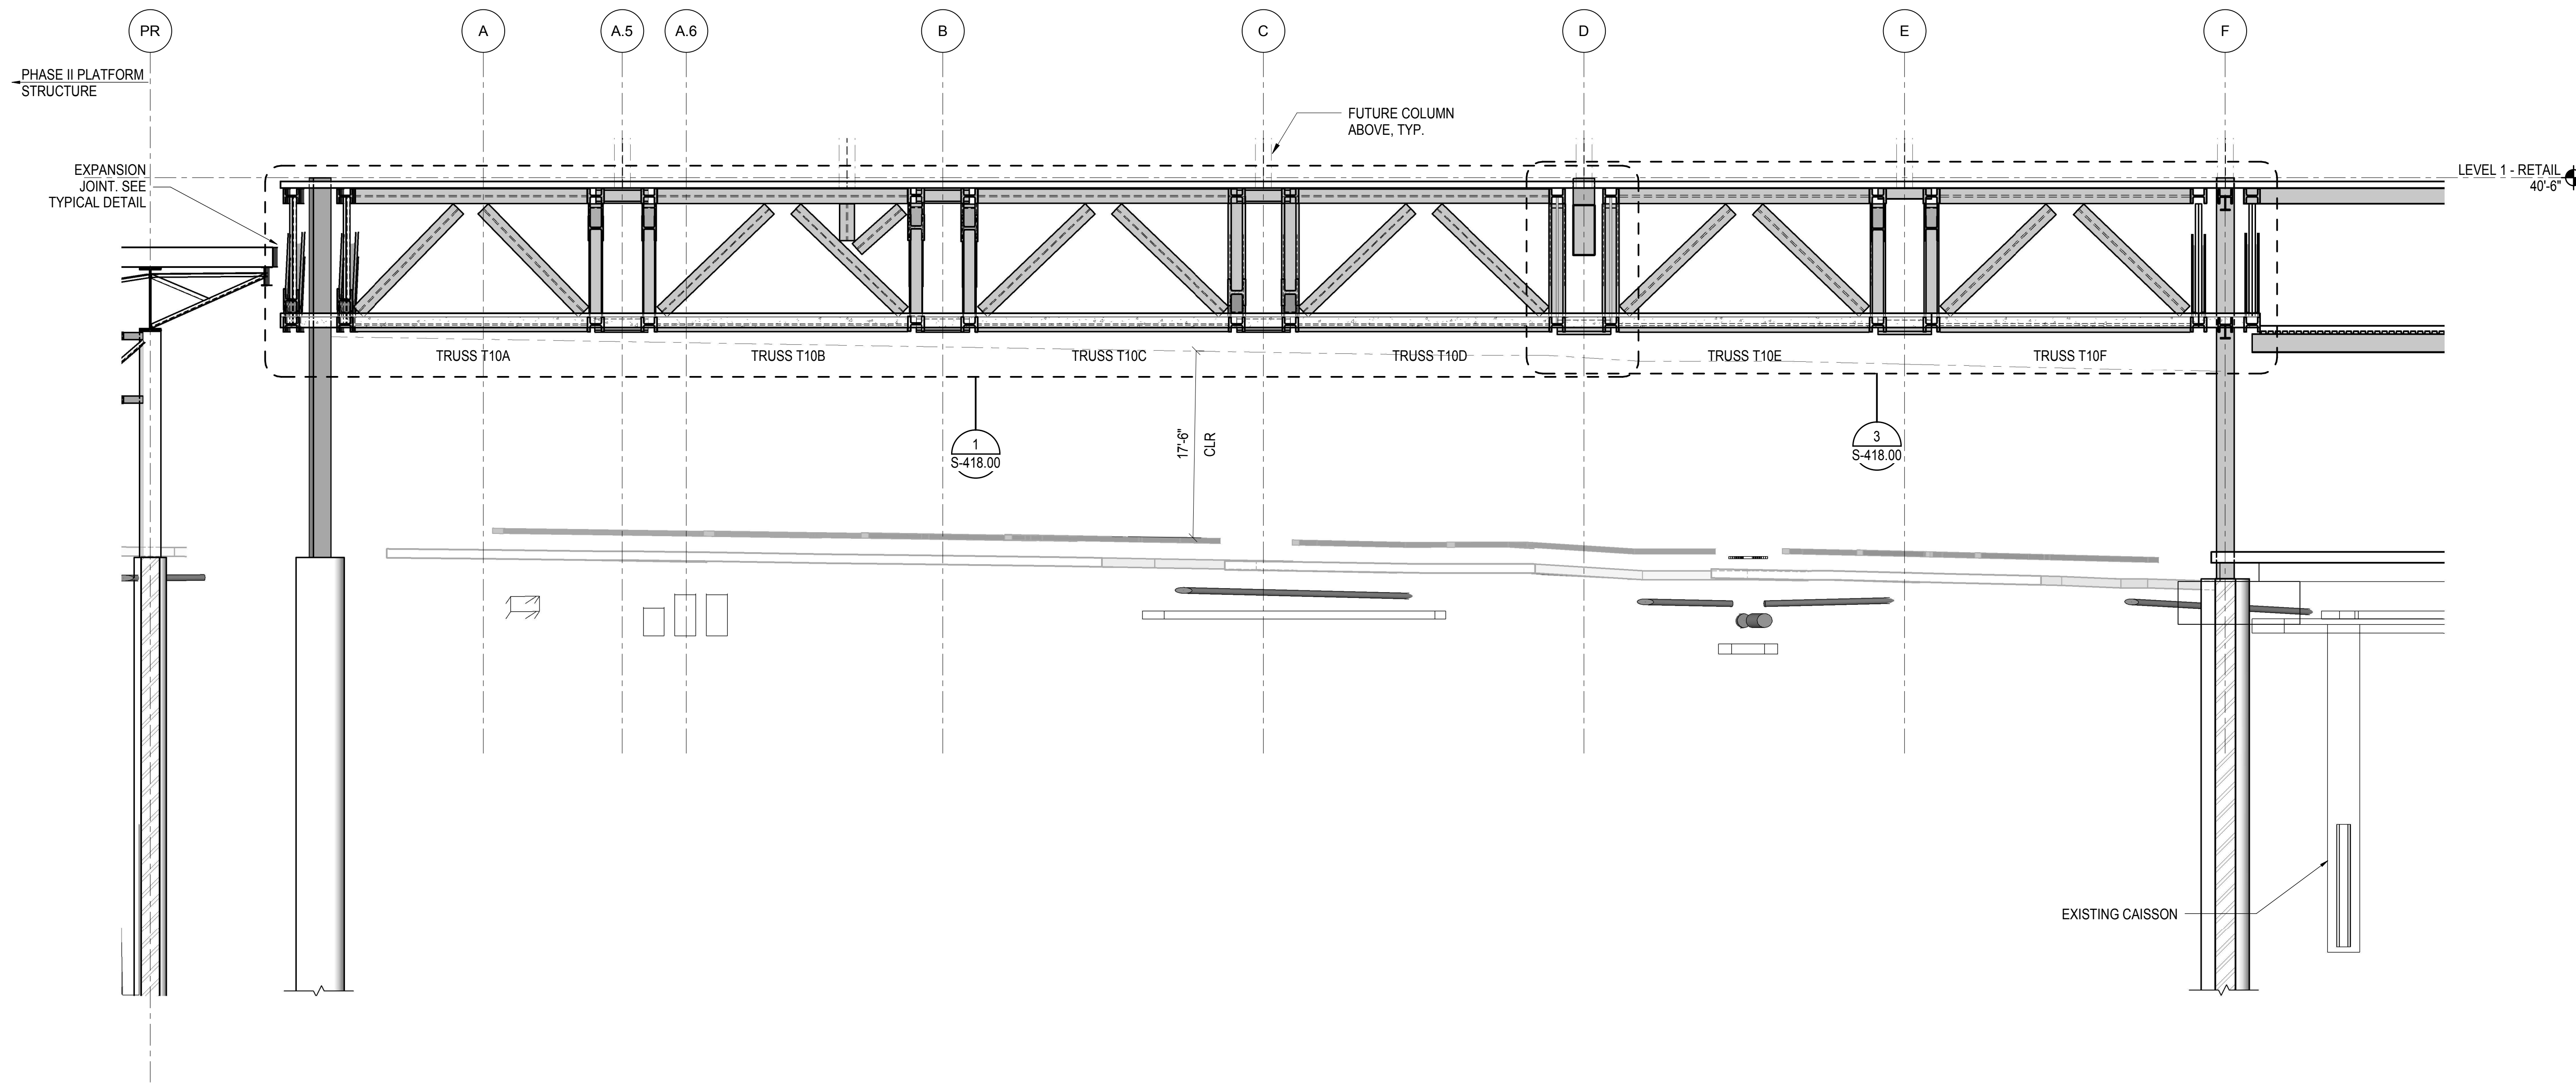 PR
A
A.5
A.6
B
C
D
E
F
PHASE II PLATFORM
STRUCTURE
FUTURE COLUMN
ABOVE, TYP.
EXPANSION
JOINT. SEE
TYPICAL DETAIL
LEVEL 1 - RETAIL
40'-6"
TRUSS T10A
TRUSS T10B
TRUSS T10C
TRUSS T10D
TRUSS T10E
TRUSS T10F
1
S-418.00
17'-6"
CLR
3
S-418.00
EXISTING CAISSON